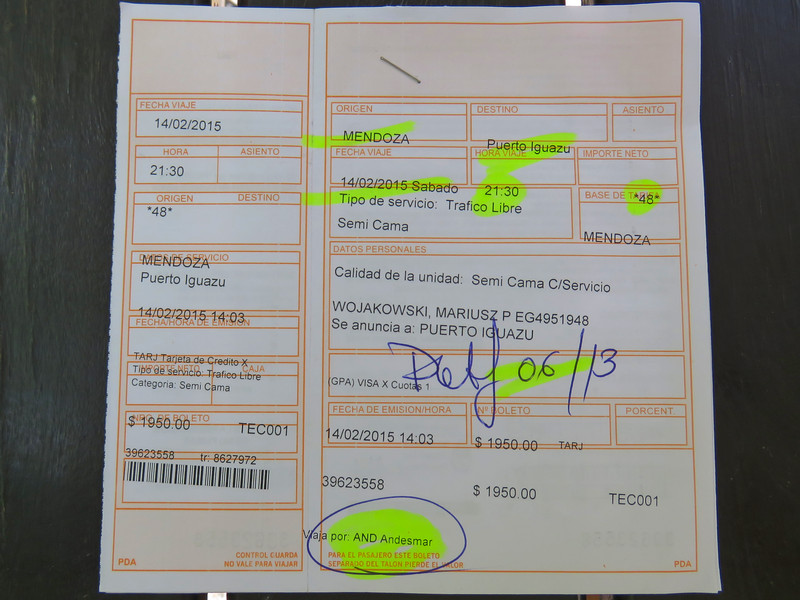 FECHA VIAJE
14/02/2015
HORA ASIENTO
21:30
ORIGEN DESTINO
*48*
MENDOZA
Puerto Iguazu
14/02/2015 14:03
FECHA/HORA DE EMISION
TARJ Tarjeta de Credito X
Tipo de servicio: Trafico Libre
IMPORTE NETO CAJA
Categoria: Semi Cama
NRO. DE BOLETO
$ 1950.00 TEC001
39623558 tr: 8627972
CONTROL GUARDA
NO VALE PARA VIAJAR
PDA
ORIGEN DESTINO ASIENTO
MENDOZA Puerto Iguazu
FECHA VIAJE HORA VIAJE IMPORTE NETO
14/02/2015 Sabado 21:30
BASE DE TARIFA
*48*
Tipo de servicio: Trafico Libre
Semi Cama
MENDOZA
DATOS PERSONALES
Calidad de la unidad: Semi Cama C/Servicio
WOJAKOWSKI, MARIUSZ P EG4951948
Se anuncia a: PUERTO IGUAZU
06/13
(GPA) VISA X Cuotas 1
FECHA DE EMISION/HORA Nº BOLETO PORCENT.
14/02/2015 14:03 $ 1950.00 TARJ
39623558 $ 1950.00 TEC001
Viaja por: AND Andesmar
PARA EL PASAJERO ESTE BOLETO
SEPARADO DEL TALON PIERDE EL VALOR
PDA